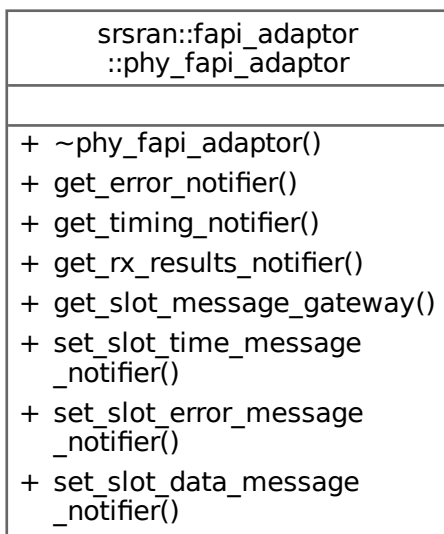 srsran::fapi_adaptor
::phy_fapi_adaptor
+ ~phy_fapi_adaptor()
+ get_error_notifier()
+ get_timing_notifier()
+ get_rx_results_notifier()
+ get_slot_message_gateway()
+ set_slot_time_message
_notifier()
+ set_slot_error_message
_notifier()
+ set_slot_data_message
_notifier()